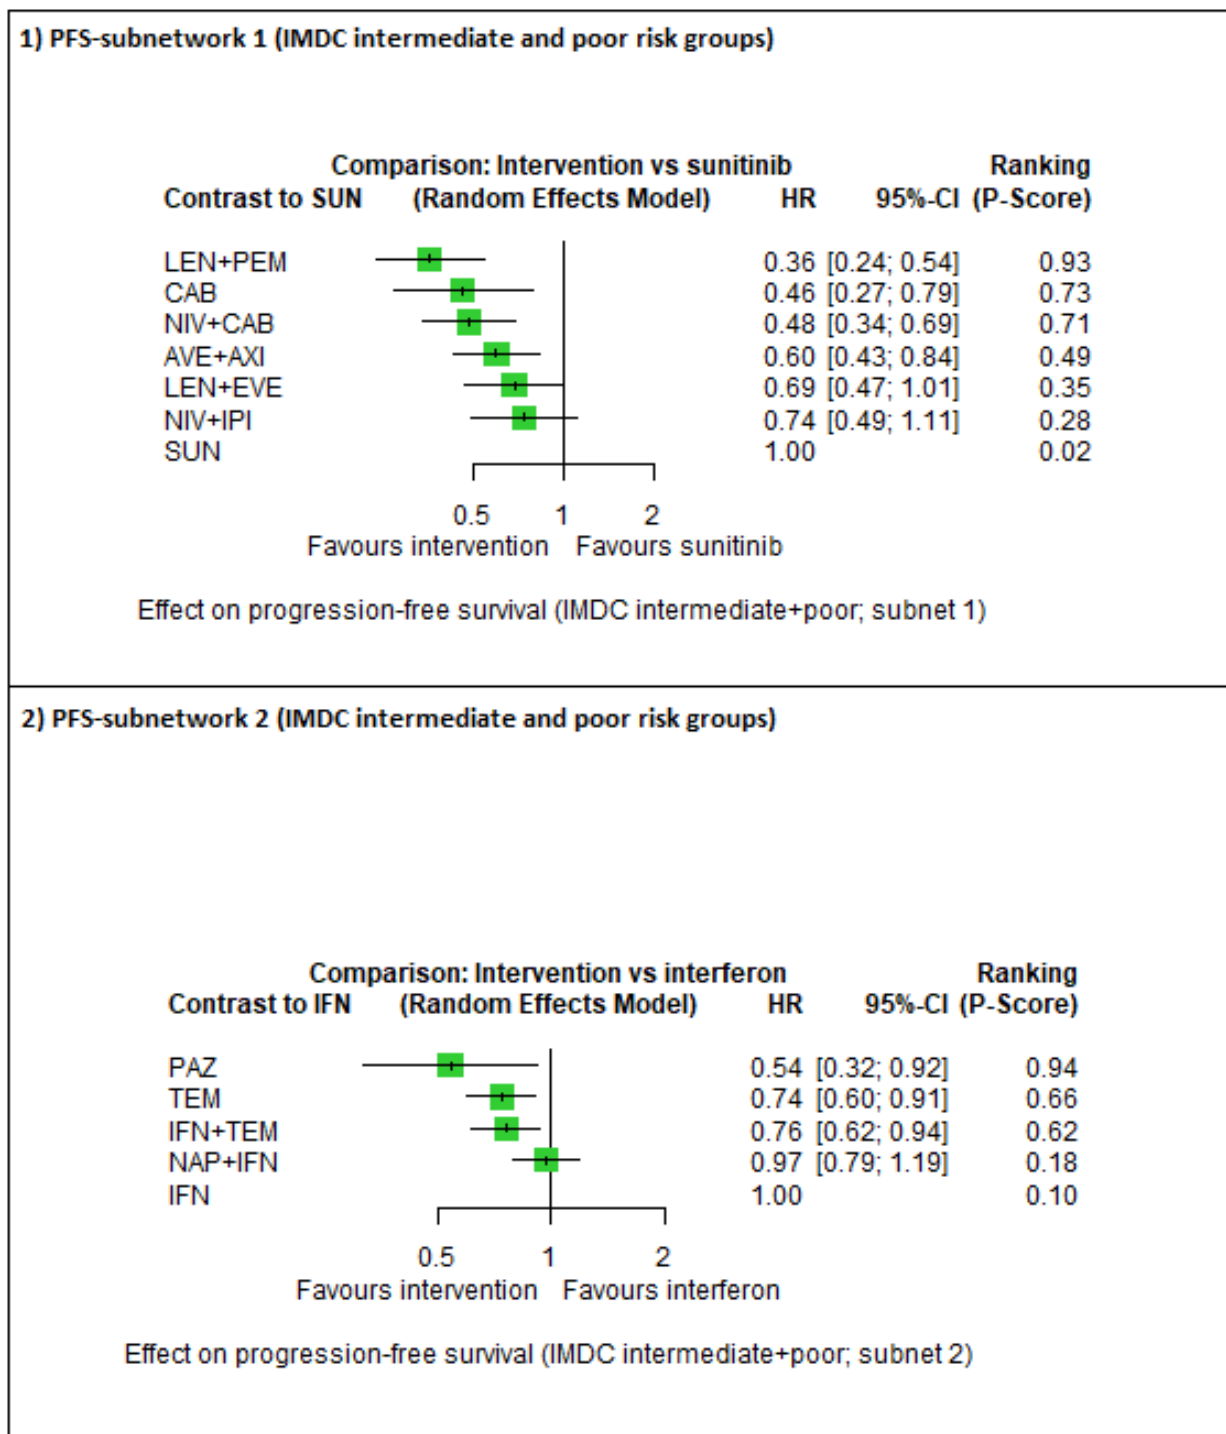 1) PFS-subnetwork 1 (IMDC intermediate and poor risk groups)
Comparison: Intervention vs sunitinib Ranking
Contrast to SUN (Random Effects Model) HR 95%-CI (P-Score)
LEN+PEM 0.36 [0.24; 0.54] 0.93
CAB 0.46 [0.27; 0.79] 0.73
NIV+CAB 0.48 [0.34; 0.69] 0.71
AVE+AXI 0.60 [0.43; 0.84] 0.49
LEN+EVE 0.69 [0.47; 1.01] 0.35
NIV+IPI 0.74 [0.49; 1.11] 0.28
SUN 1.00 0.02
0.5 1 2
Favours intervention Favours sunitinib
Effect on progression-free survival (IMDC intermediate+poor; subnet 1)
2) PFS-subnetwork 2 (IMDC intermediate and poor risk groups)
Comparison: Intervention vs interferon Ranking
Contrast to IFN (Random Effects Model) HR 95%-CI (P-Score)
PAZ 0.54 [0.32; 0.92] 0.94
TEM 0.74 [0.60; 0.91] 0.66
IFN+TEM 0.76 [0.62; 0.94] 0.62
NAP+IFN 0.97 [0.79; 1.19] 0.18
IFN 1.00 0.10
0.5 1 2
Favours intervention Favours interferon
Effect on progression-free survival (IMDC intermediate+poor; subnet 2)